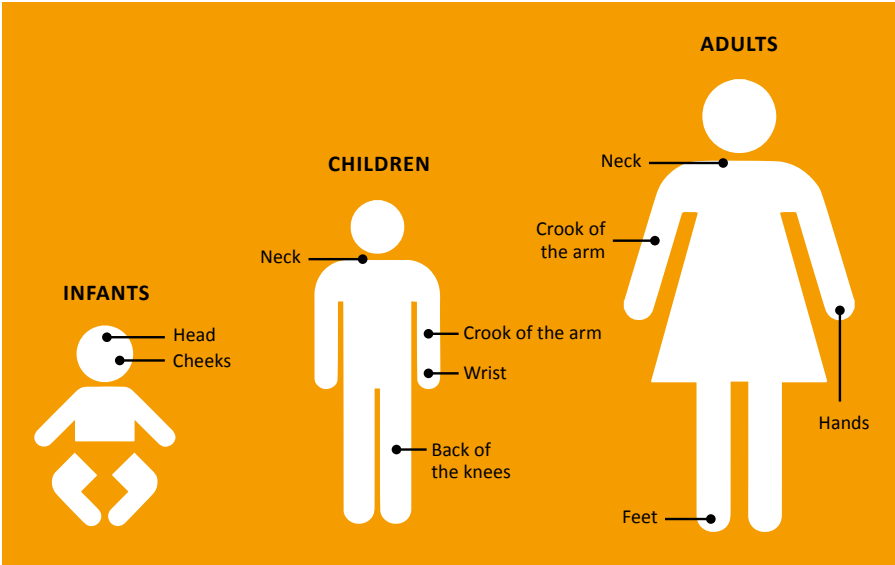 INFANTS
Head
Cheeks
CHILDREN
Neck
Crook of the arm
Wrist
Back of
the knees
ADULTS
Neck
Crook of
the arm
Hands
Feet